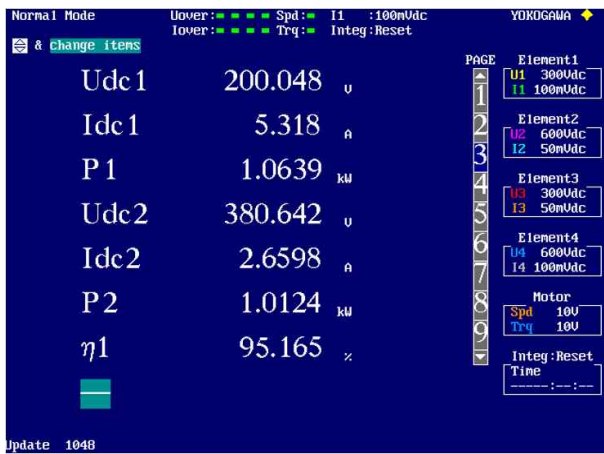 Normal Mode
Uover: Spd: I1 :100mVdc
YOKOGAWA
Iover: Trq: Integ:Reset
& change items
Udc1 200.048 V
Idc1 5.318 A
P1 1.0639 kW
Udc2 380.642 V
Idc2 2.6598 A
P2 1.0124 kW
η1 95.165 %
PAGE
1
2
3
4
5
6
7
8
9
Element1
U1 300Vdc
I1 100mVdc
Element2
U2 600Vdc
I2 50mVdc
Element3
U3 300Vdc
I3 50mVdc
Element4
U4 600Vdc
I4 100mVdc
Motor
Spd 10V
Trq 10V
Integ:Reset
Time
-----:--:--
Update 1048